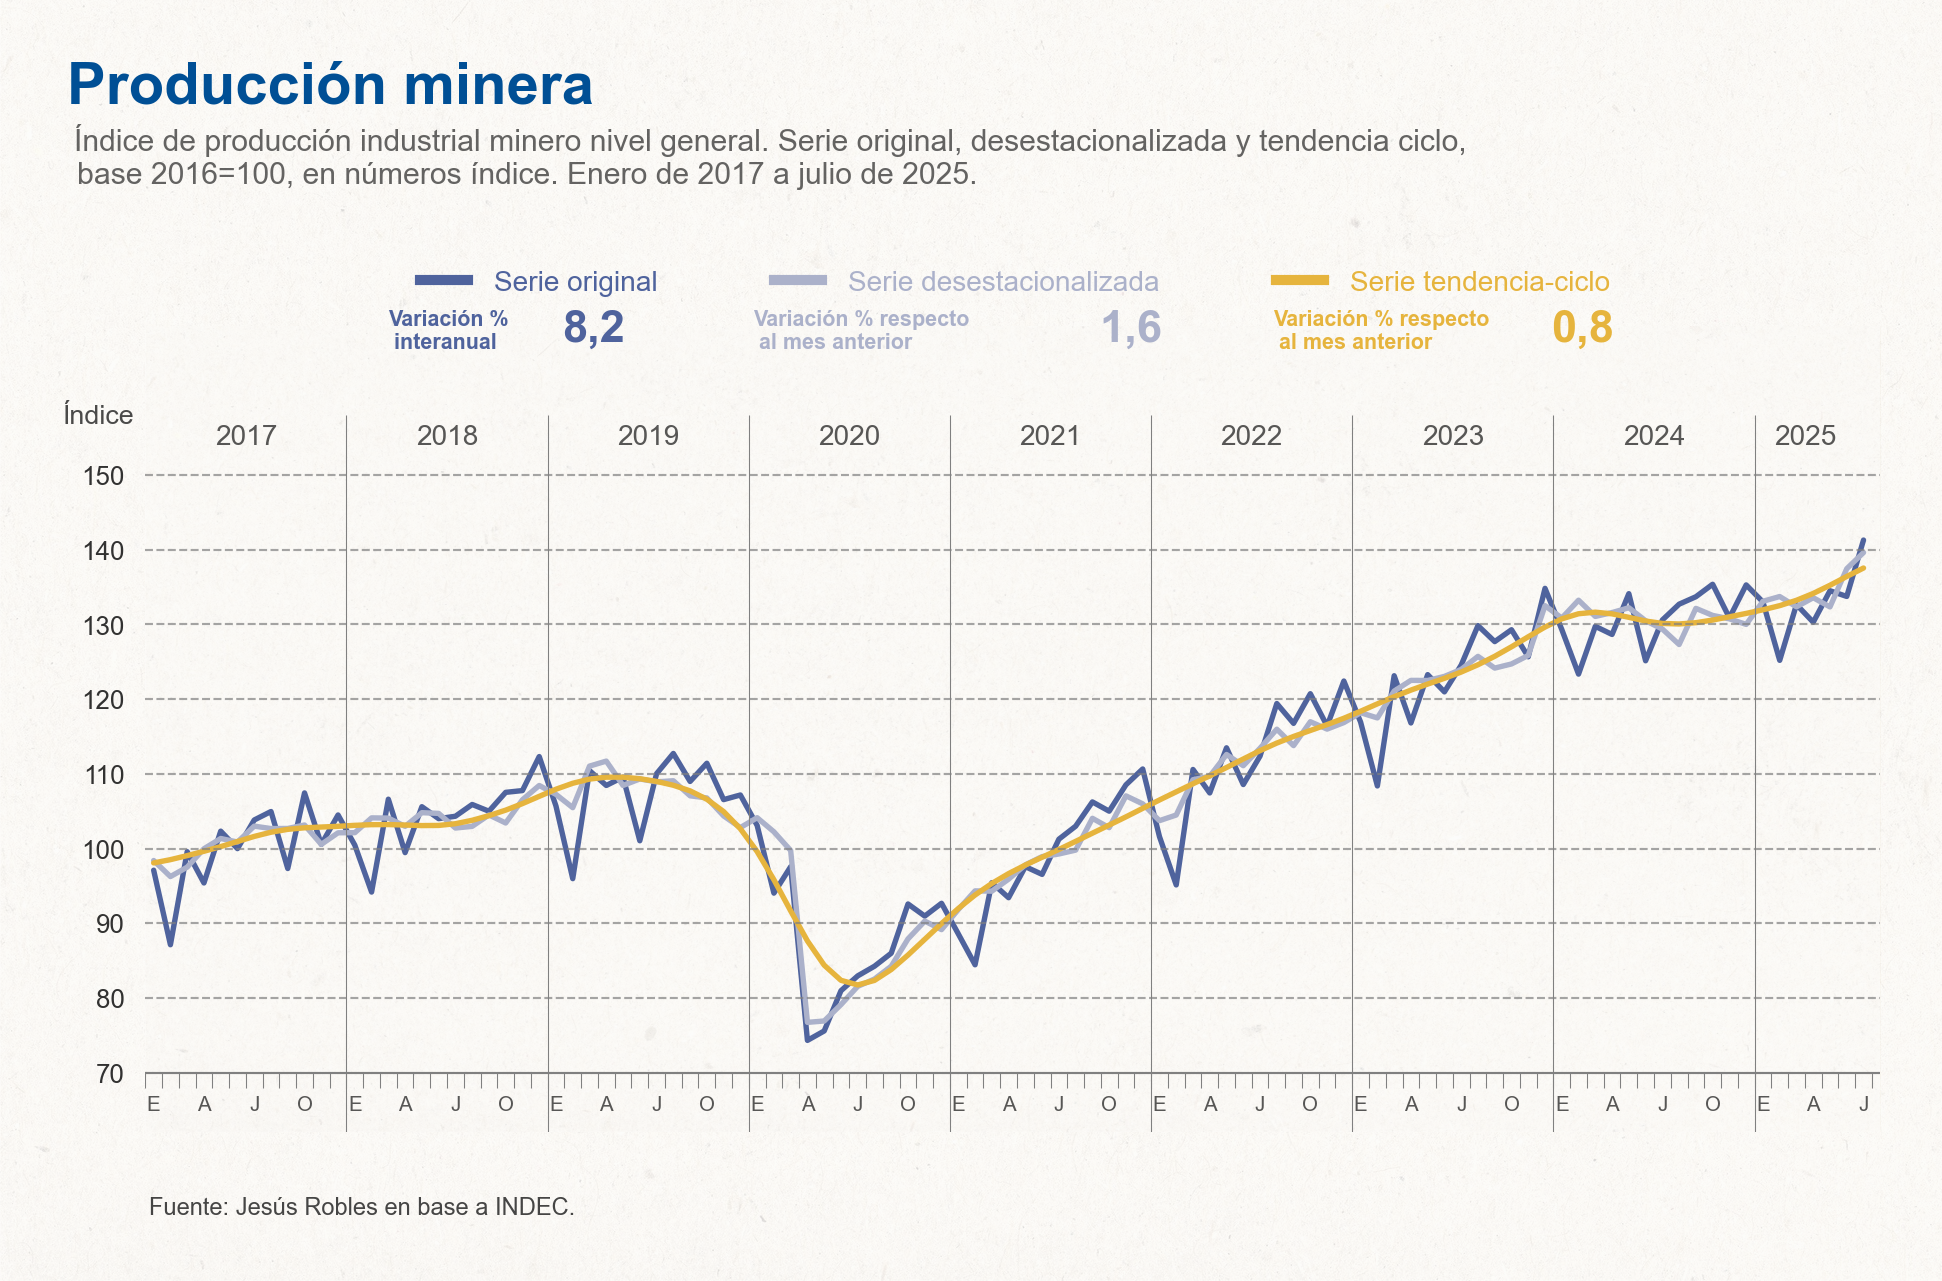 Producción minera
Índice de producción industrial minero nivel general. Serie original, desestacionalizada y tendencia ciclo,
base 2016=100, en números índice. Enero de 2017 a julio de 2025.
Serie original
Variación %
interanual
8,2
Serie desestacionalizada
Variación % respecto
al mes anterior
1,6
Serie tendencia-ciclo
Variación % respecto
al mes anterior
0,8
Índice
2017 2018 2019 2020 2021 2022 2023 2024 2025
150
140
130
120
110
100
90
80
70
E A J O E A J O E A J O E A J O E A J O E A J O E A J O E A J O E A J
Fuente: Jesús Robles en base a INDEC.